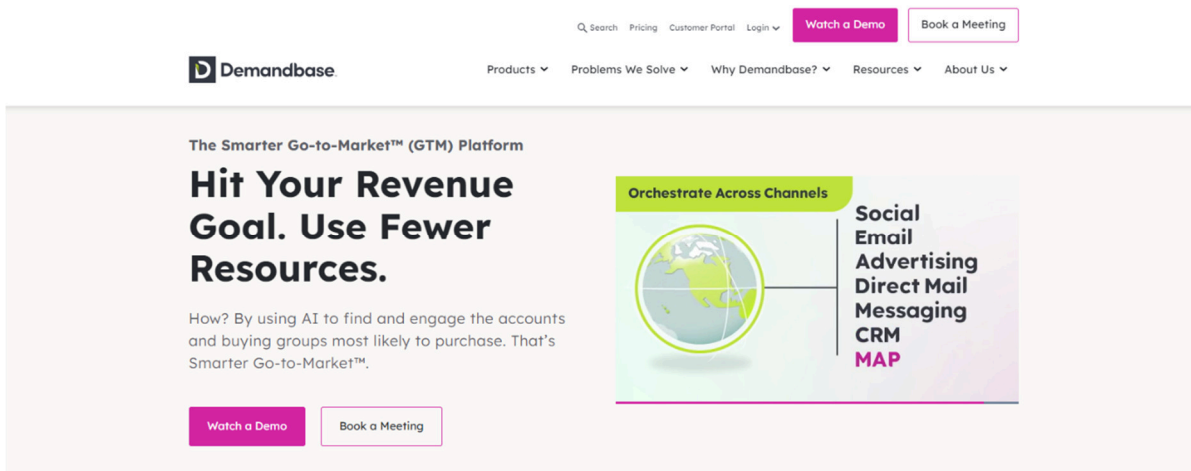 Search Pricing Customer Portal Login Watch a Demo Book a Meeting
Demandbase. Products Problems We Solve Why Demandbase? Resources About Us
The Smarter Go-to-Market™ (GTM) Platform
Hit Your Revenue
Goal. Use Fewer
Resources.
How? By using AI to find and engage the accounts
and buying groups most likely to purchase. That's
Smarter Go-to-Market™.
Watch a Demo Book a Meeting
Orchestrate Across Channels
Social
Email
Advertising
Direct Mail
Messaging
CRM
MAP